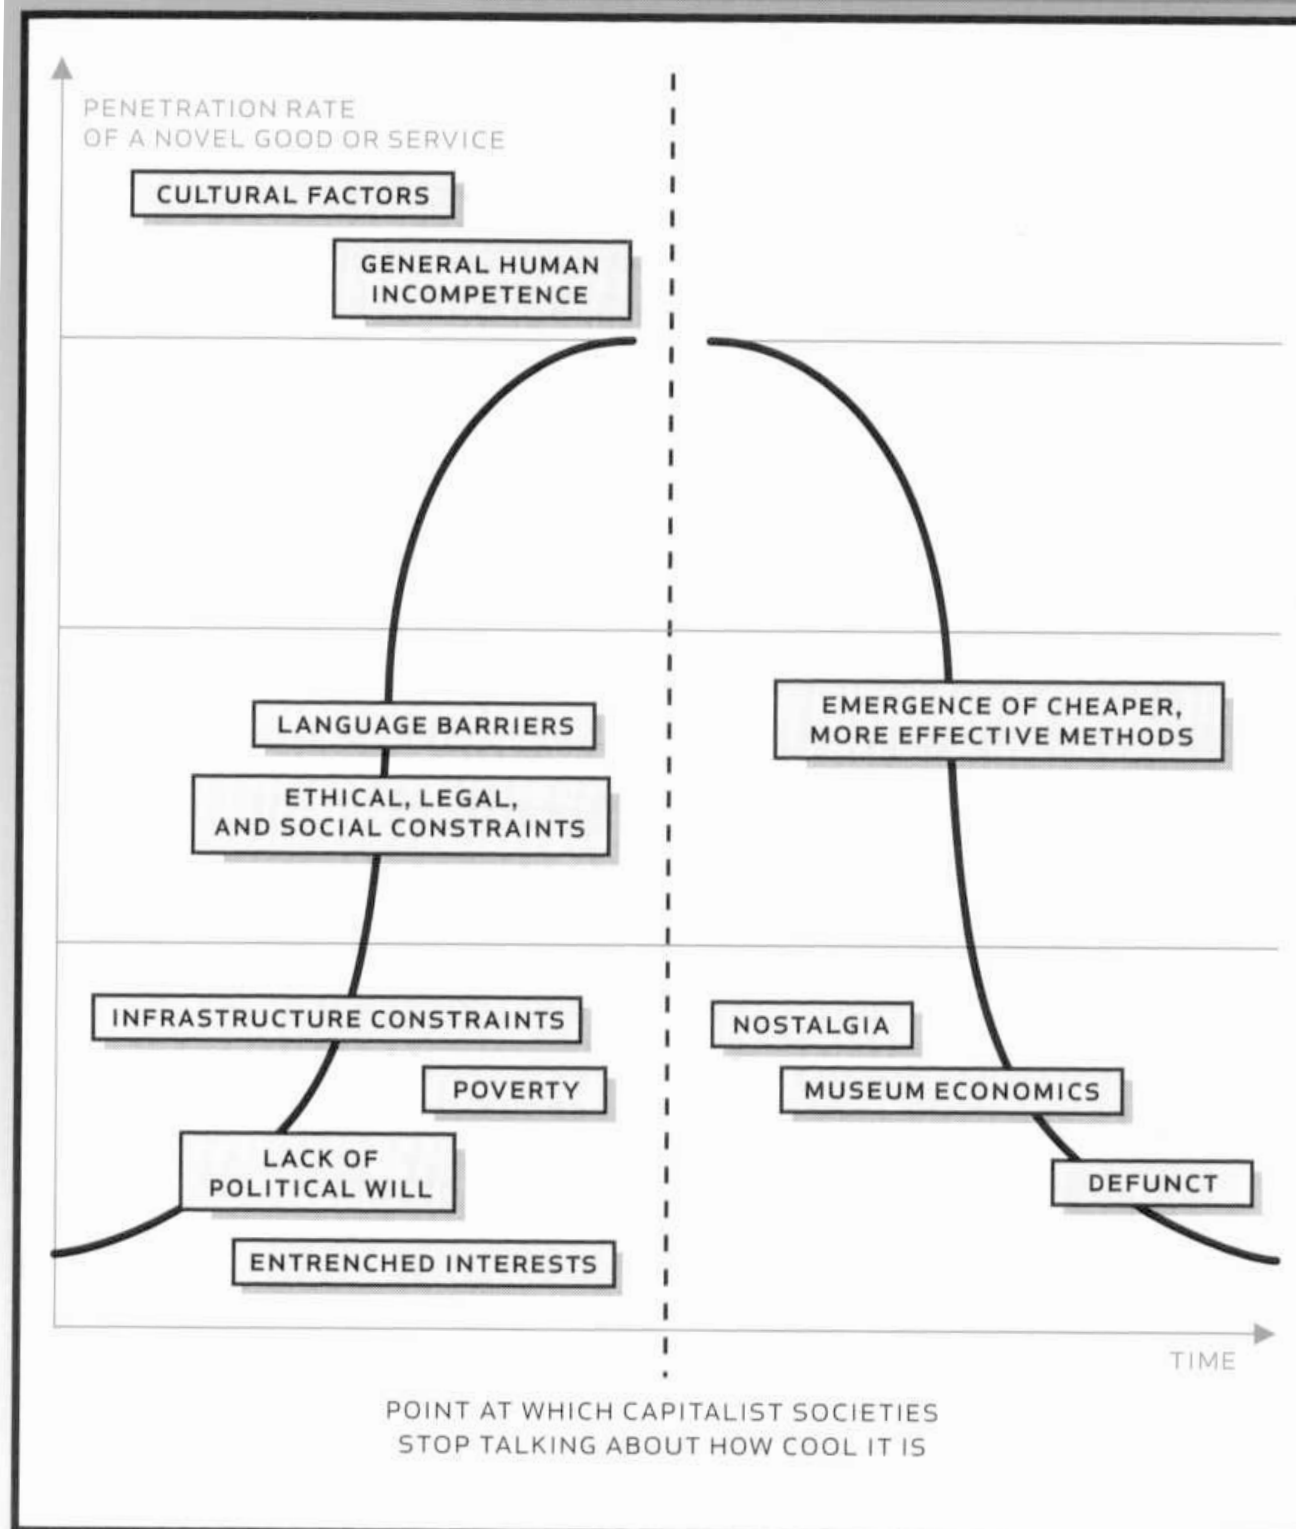 PENETRATION RATE
OF A NOVEL GOOD OR SERVICE
CULTURAL FACTORS
GENERAL HUMAN
INCOMPETENCE
LANGUAGE BARRIERS
ETHICAL, LEGAL,
AND SOCIAL CONSTRAINTS
INFRASTRUCTURE CONSTRAINTS
POVERTY
LACK OF
POLITICAL WILL
ENTRENCHED INTERESTS
EMERGENCE OF CHEAPER,
MORE EFFECTIVE METHODS
NOSTALGIA
MUSEUM ECONOMICS
DEFUNCT
TIME
POINT AT WHICH CAPITALIST SOCIETIES
STOP TALKING ABOUT HOW COOL IT IS